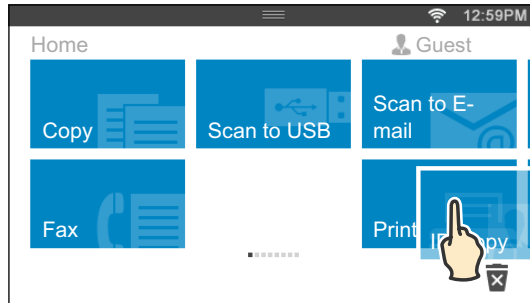 12:59PM
Home
Guest
Copy
Scan to USB
Scan to E-
mail
Fax
Print